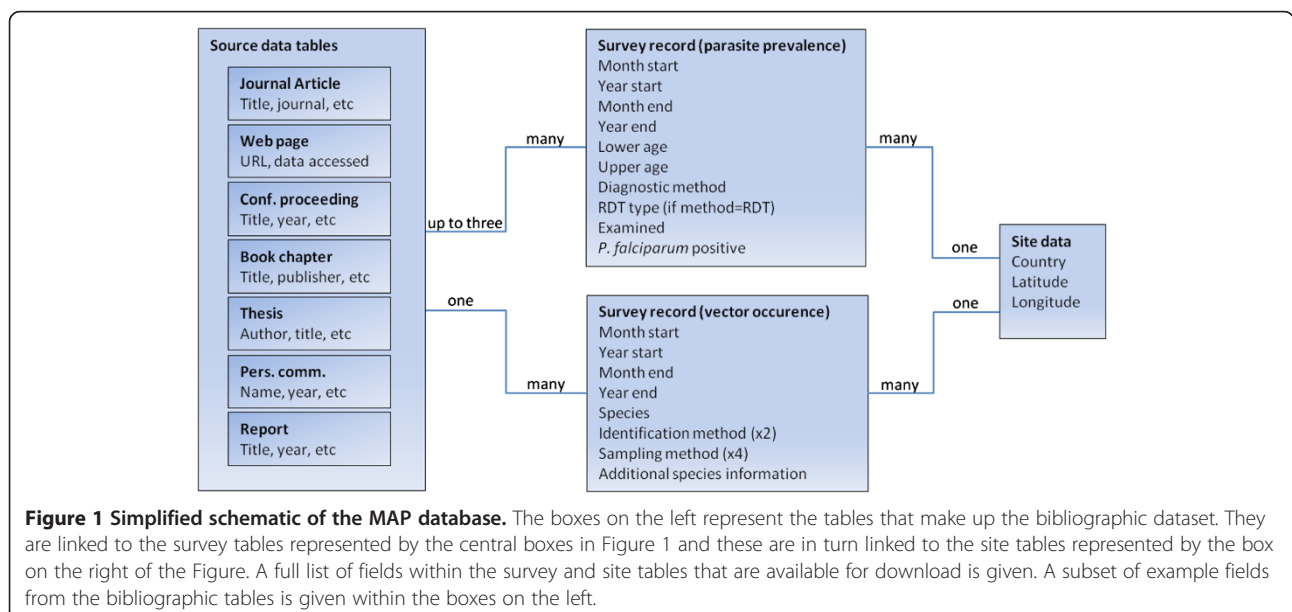 Source data tables
Journal Article
Title, journal, etc
Web page
URL, data accessed
Conf. proceeding
Title, year, etc
Book chapter
Title, publisher, etc
Thesis
Author, title, etc
Pers. comm.
Name, year, etc
Report
Title, year, etc
up to three
many
one
many
Survey record (parasite prevalence)
Month start
Year start
Month end
Year end
Lower age
Upper age
Diagnostic method
RDT type (if method=RDT)
Examined
P. falciparum positive
Survey record (vector occurence)
Month start
Year start
Month end
Year end
Species
Identification method (x2)
Sampling method (x4)
Additional species information
many
one
many
one
Site data
Country
Latitude
Longitude
Figure 1 Simplified schematic of the MAP database. The boxes on the left represent the tables that make up the bibliographic dataset. They
are linked to the survey tables represented by the central boxes in Figure 1 and these are in turn linked to the site tables represented by the box
on the right of the Figure. A full list of fields within the survey and site tables that are available for download is given. A subset of example fields
from the bibliographic tables is given within the boxes on the left.